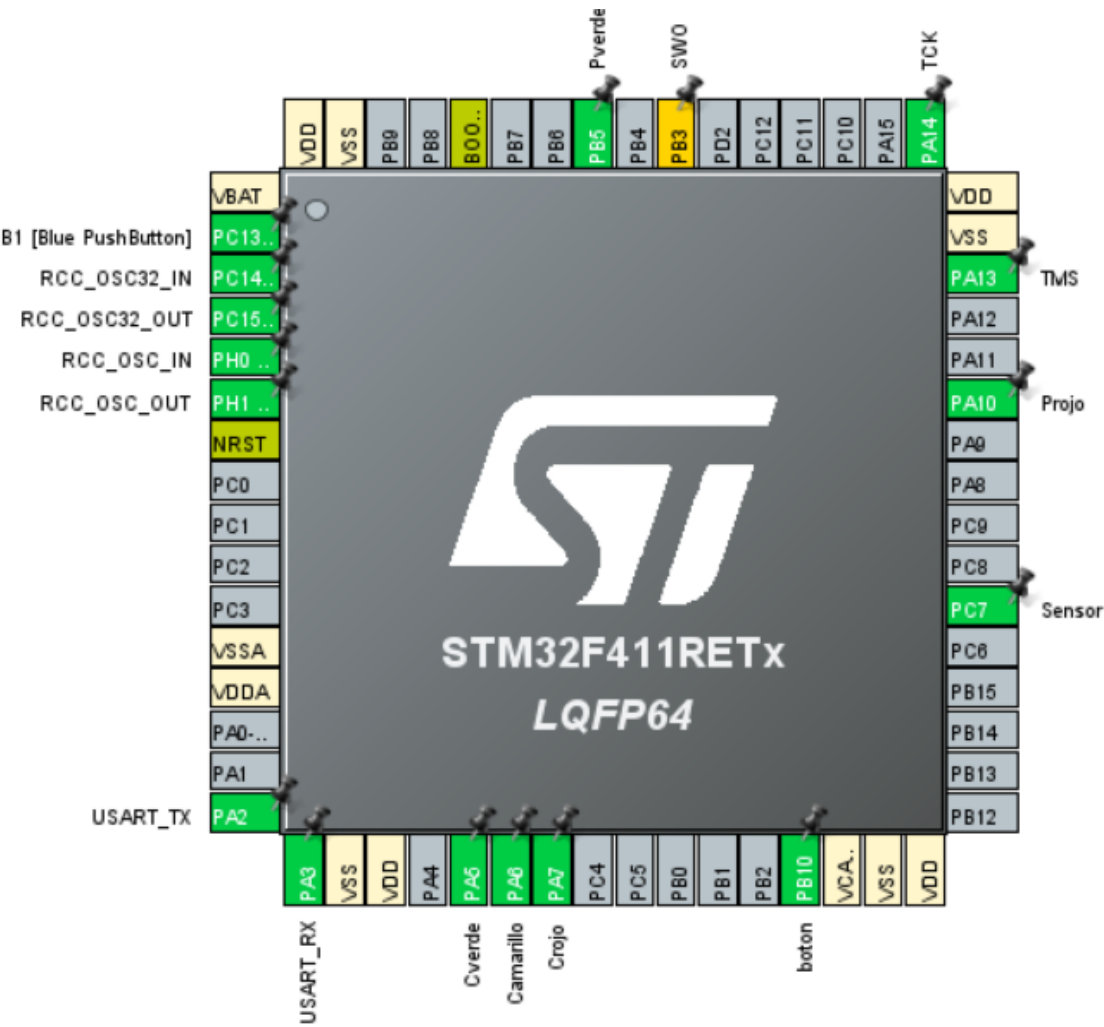 Pverde
SWO
TCK
VDD
VSS
PB9
PB8
BOO..
PB7
PB6
PB5
PB4
PB3
PD2
PC12
PC11
PC10
PA15
PA14
VBAT
B1 [Blue PushButton] PC13..
RCC_OSC32_IN PC14..
RCC_OSC32_OUT PC15..
RCC_OSC_IN PH0 ..
RCC_OSC_OUT PH1 ..
NRST
PC0
PC1
PC2
PC3
VSSA
VDDA
PA0-..
PA1
USART_TX PA2
VDD
VSS
PA13 TMS
PA12
PA11
PA10 Projo
PA9
PA8
PC9
PC8
PC7 Sensor
PC6
PB15
PB14
PB13
PB12
ST
STM32F411RETx
LQFP64
PA3
VSS
VDD
PA4
PA5
PA6
PA7
PC4
PC5
PB0
PB1
PB2
PB10
VCA..
VSS
VDD
USART_RX
Cverde
Camarillo
Crojo
boton